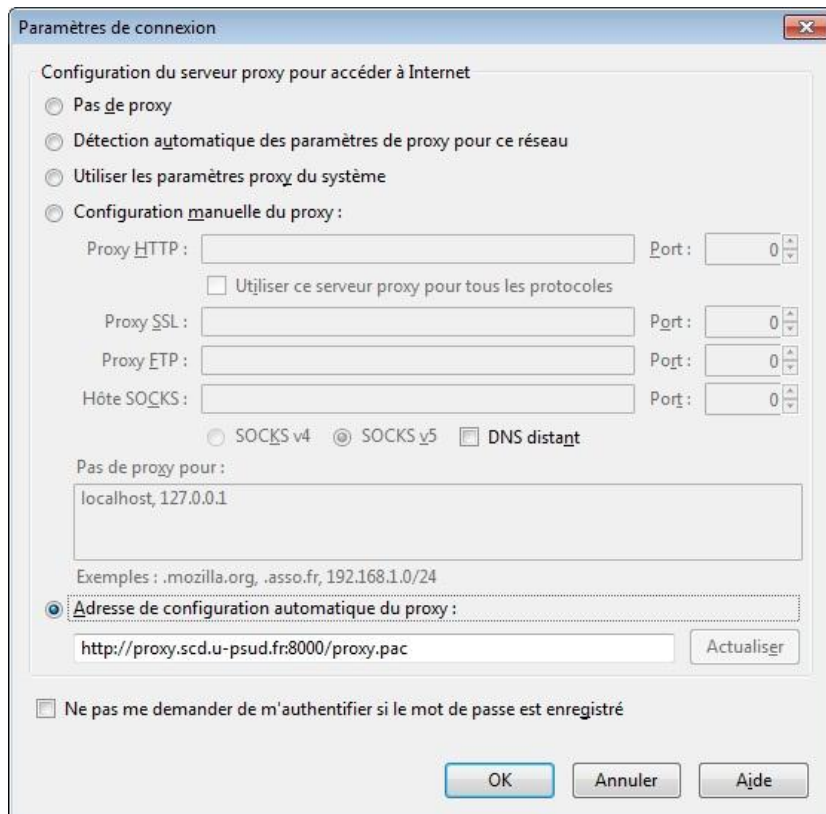 Paramètres de connexion
Configuration du serveur proxy pour accéder à Internet
Pas de proxy
Détection automatique des paramètres de proxy pour ce réseau
Utiliser les paramètres proxy du système
Configuration manuelle du proxy :
Proxy HTTP : Port : 0
Utiliser ce serveur proxy pour tous les protocoles
Proxy SSL : Port : 0
Proxy FTP : Port : 0
Hôte SOCKS : Port : 0
SOCKS v4 SOCKS v5 DNS distant
Pas de proxy pour :
localhost, 127.0.0.1
Exemples : .mozilla.org, .asso.fr, 192.168.1.0/24
Adresse de configuration automatique du proxy :
http://proxy.scd.u-psud.fr:8000/proxy.pac Actualiser
Ne pas me demander de m'authentifier si le mot de passe est enregistré
OK Annuler Aide